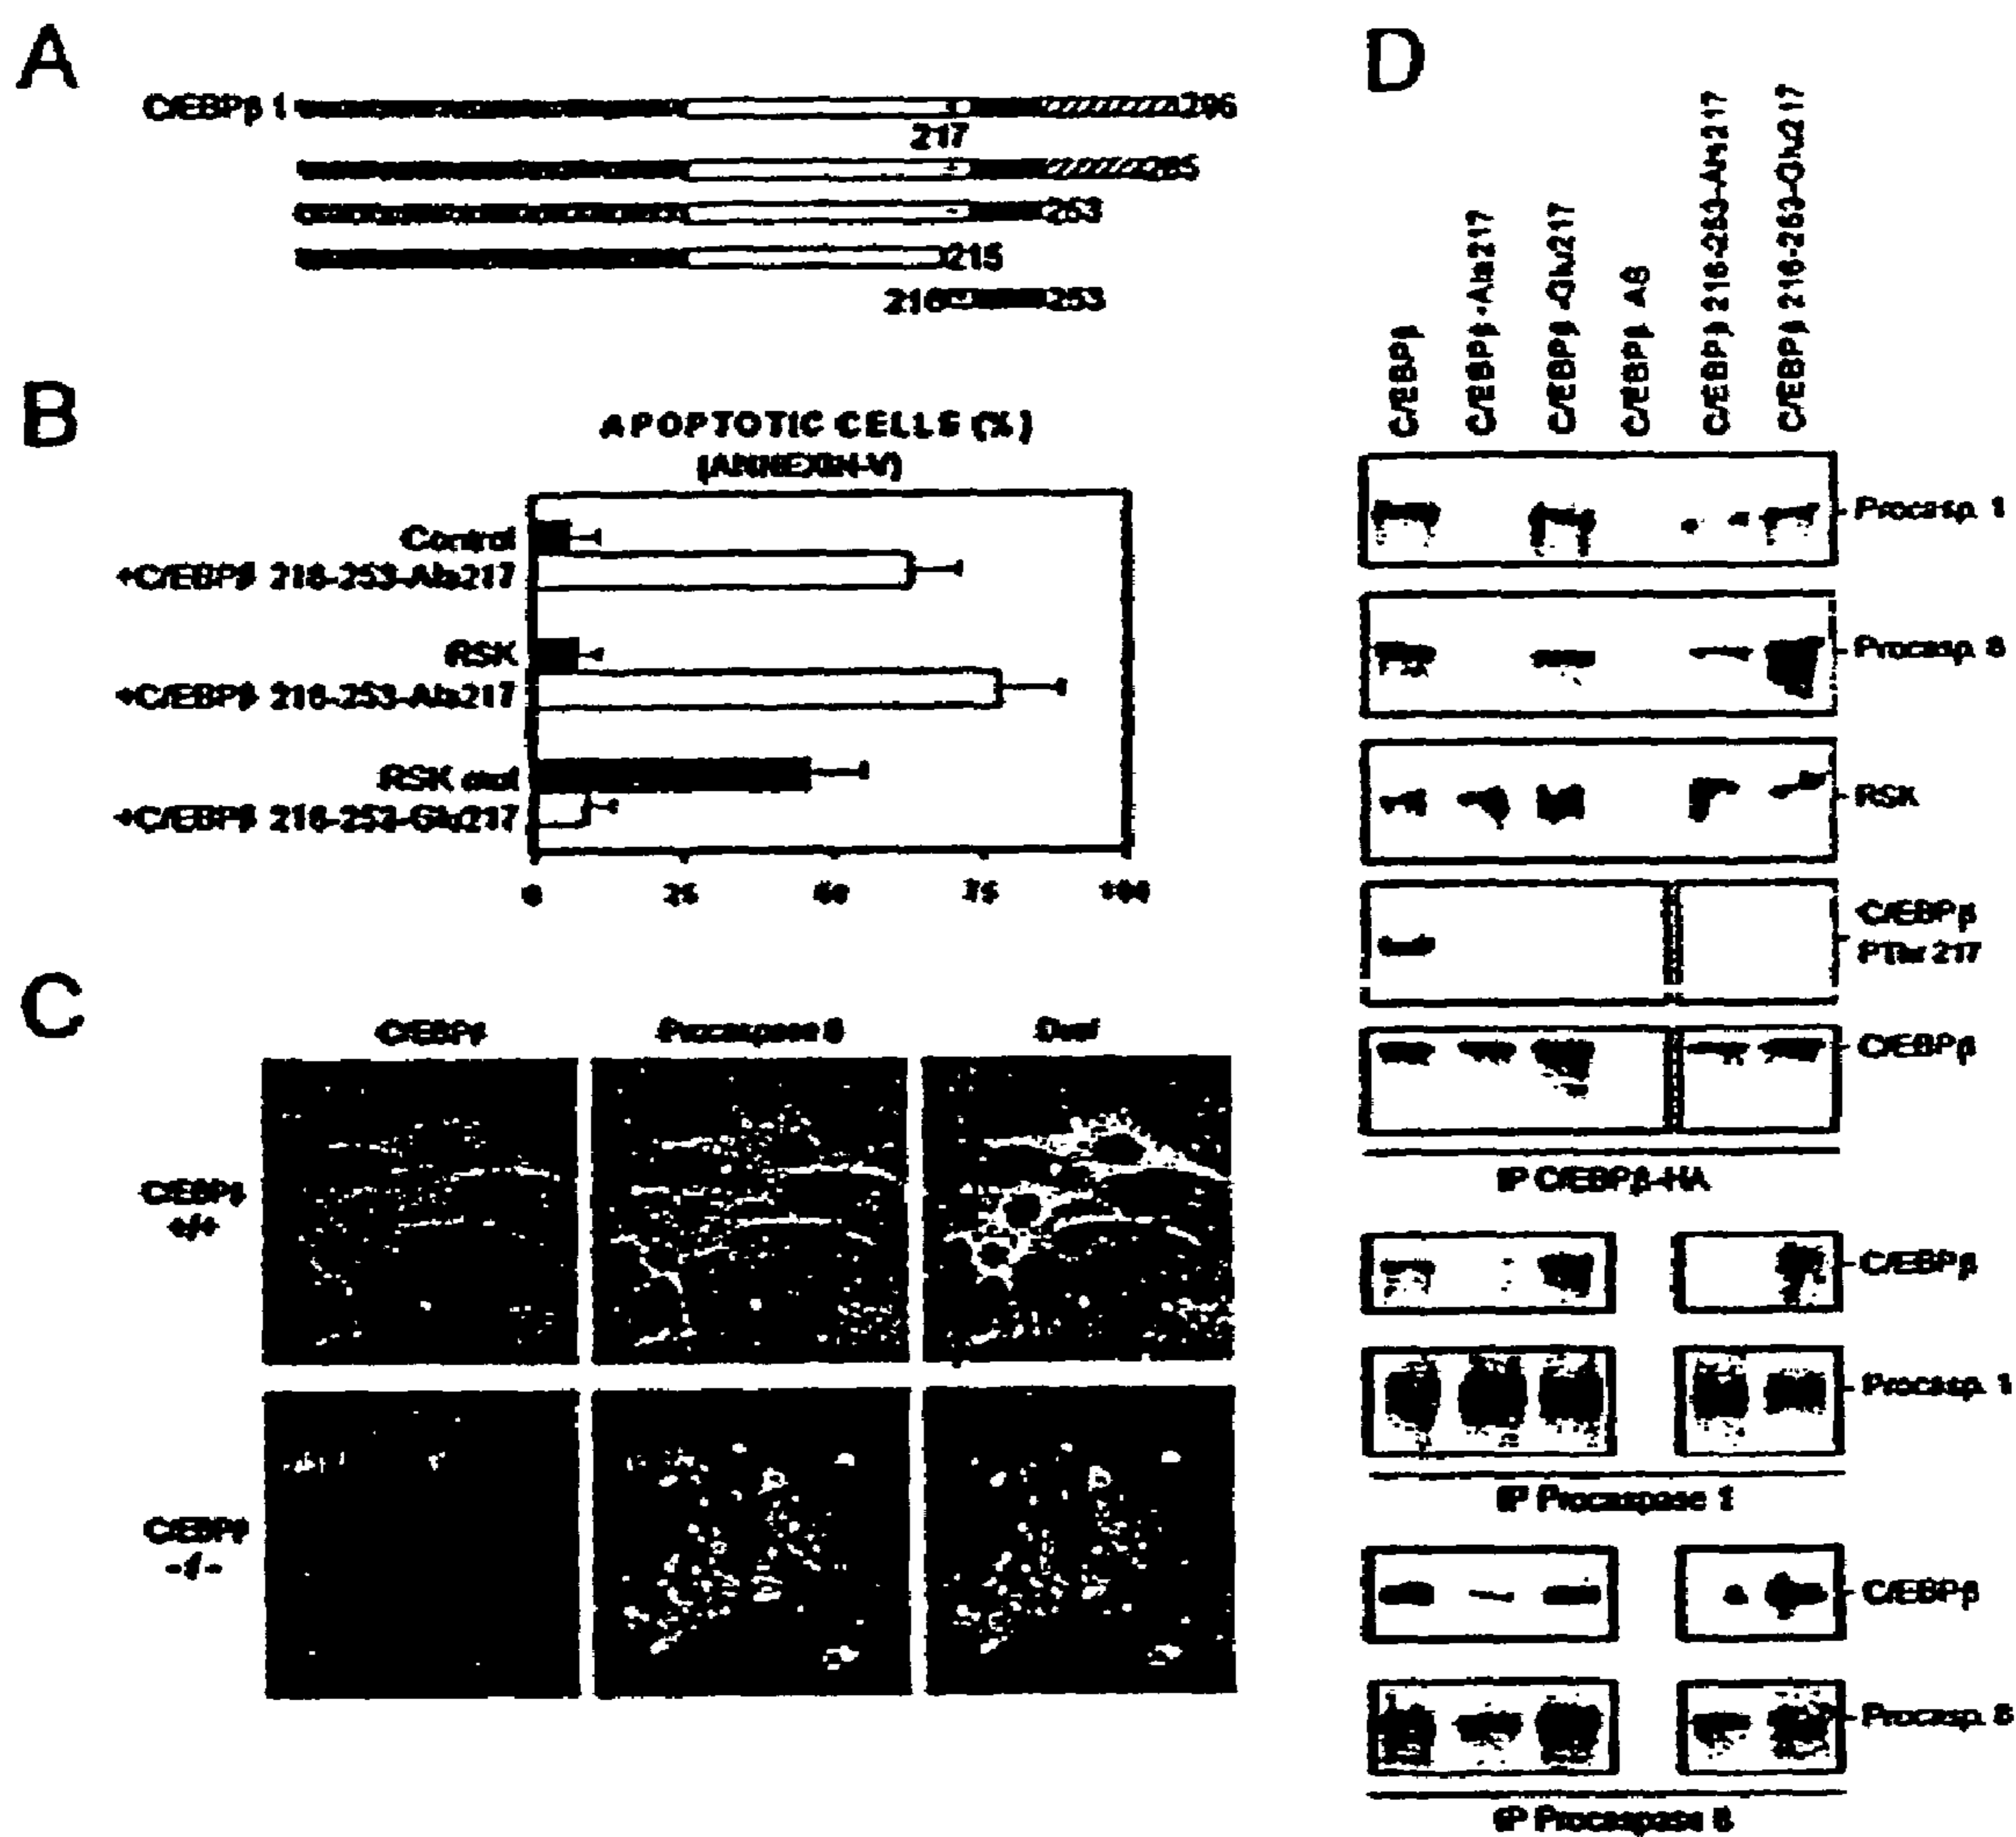 A
C/EBPβ 1
296
217
285
253
215
216
253
B
APOPTOTIC CELLS (%)
(ANNEXIN-V)
Control
+C/EBPβ 216-253-Ala217
RSK
+C/EBPβ 216-253-Ala217
RSK mut
+C/EBPβ 216-253-Glu217
0 25 50 75 100
C
C/EBPβ Procaspase 8 Dual
C/EBPβ
+/+
C/EBPβ
-/-
D
C/EBPβ
C/EBPβ -Ala217
C/EBPβ -Glu217
C/EBPβ AS
C/EBPβ 216-253-Ala217
C/EBPβ 216-253-Glu217
Procasp. 1
Procasp. 8
RSK
C/EBPβ
PThr 217
C/EBPβ
IP C/EBPβ-HA
C/EBPβ
Procasp. 1
IP Procaspase 1
C/EBPβ
Procasp. 8
IP Procaspase 8